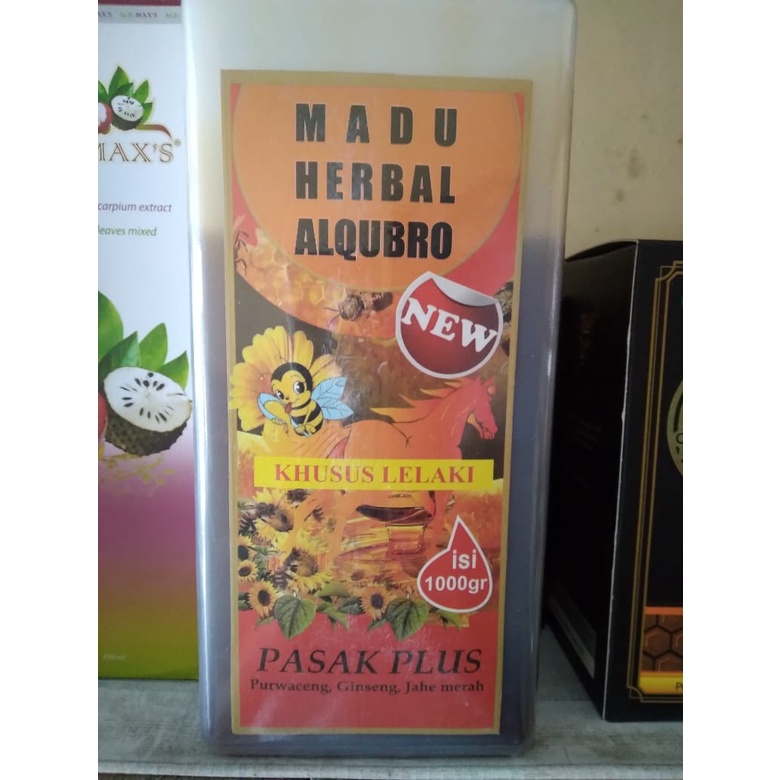 MAX'S
MAX'S®
carpium extract
leaves mixed
MADU
HERBAL
ALQUBRO
NEW
KHUSUS LELAKI
isi
1000gr
PASAK PLUS
Purwaceng, Ginseng, Jahe merah